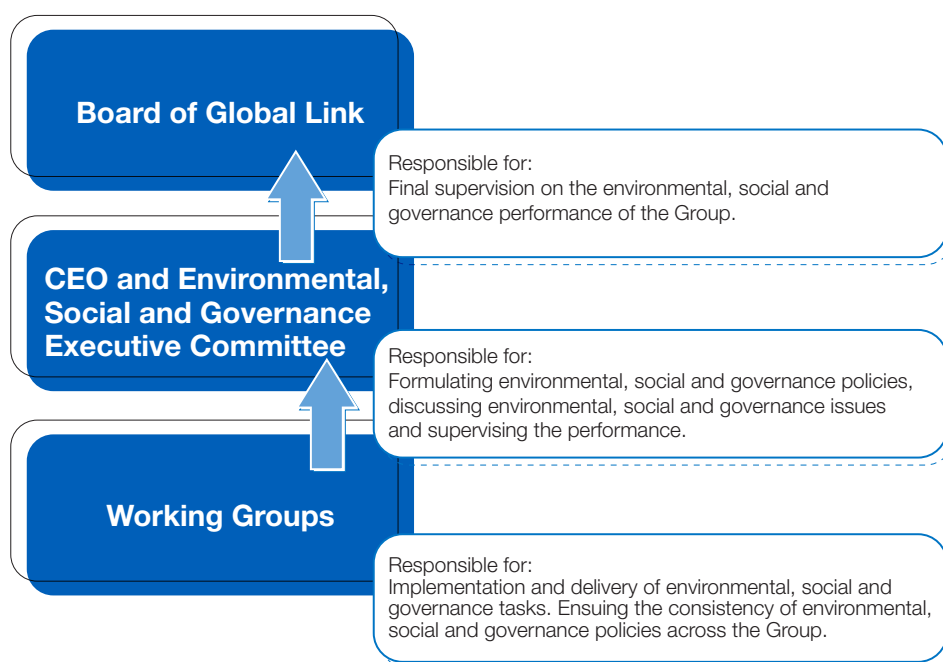 Board of Global Link
Responsible for:
Final supervision on the environmental, social and
governance performance of the Group.
CEO and Environmental,
Social and Governance
Executive Committee
Responsible for:
Formulating environmental, social and governance policies,
discussing environmental, social and governance issues
and supervising the performance.
Working Groups
Responsible for:
Implementation and delivery of environmental, social and
governance tasks. Ensuing the consistency of environmental,
social and governance policies across the Group.